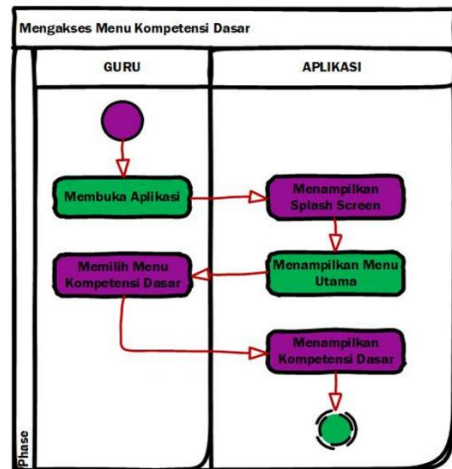 Mengakses Menu Kompetensi Dasar
GURU
APLIKASI
Membuka Aplikasi
Menampilkan
Splash Screen
Memilih Menu
Kompetensi Dasar
Menampilkan Menu
Utama
Menampilkan
Kompetensi Dasar
Phase